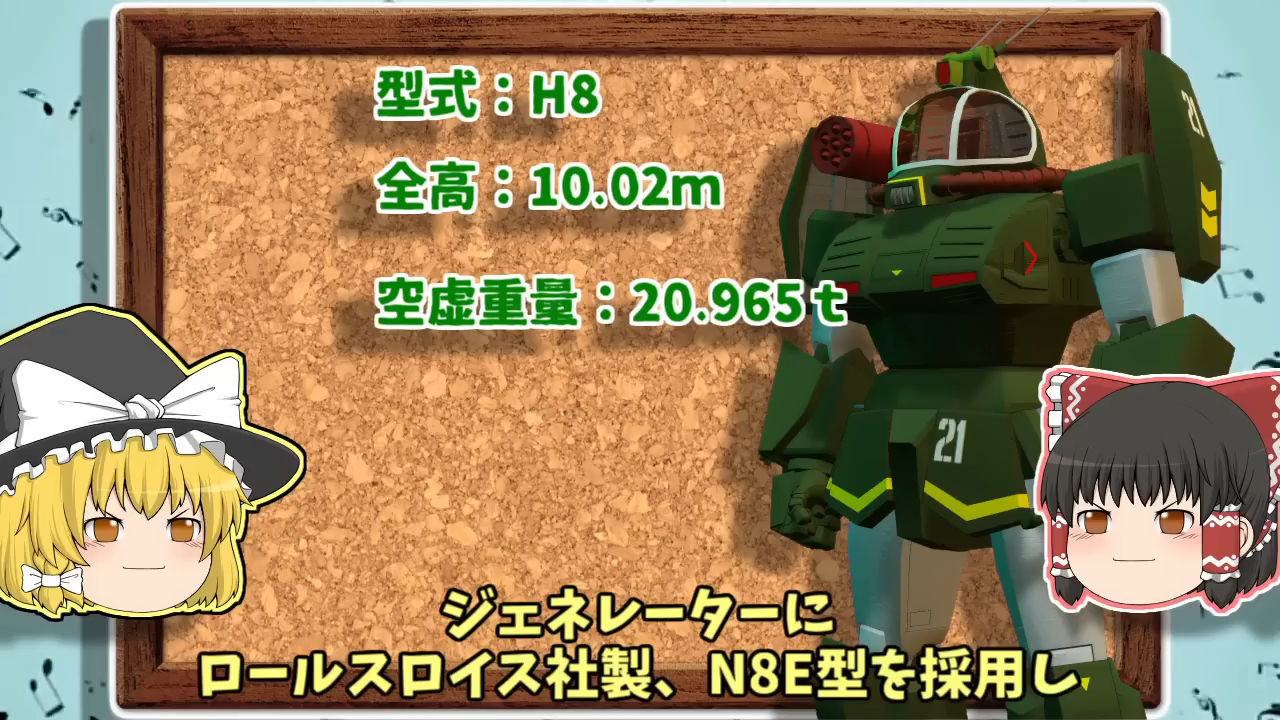 型式：H8
全高：10.02m
空虚重量：20.965ｔ
21
21
ジェネレーターに
ロールスロイス社製、N8E型を採用し